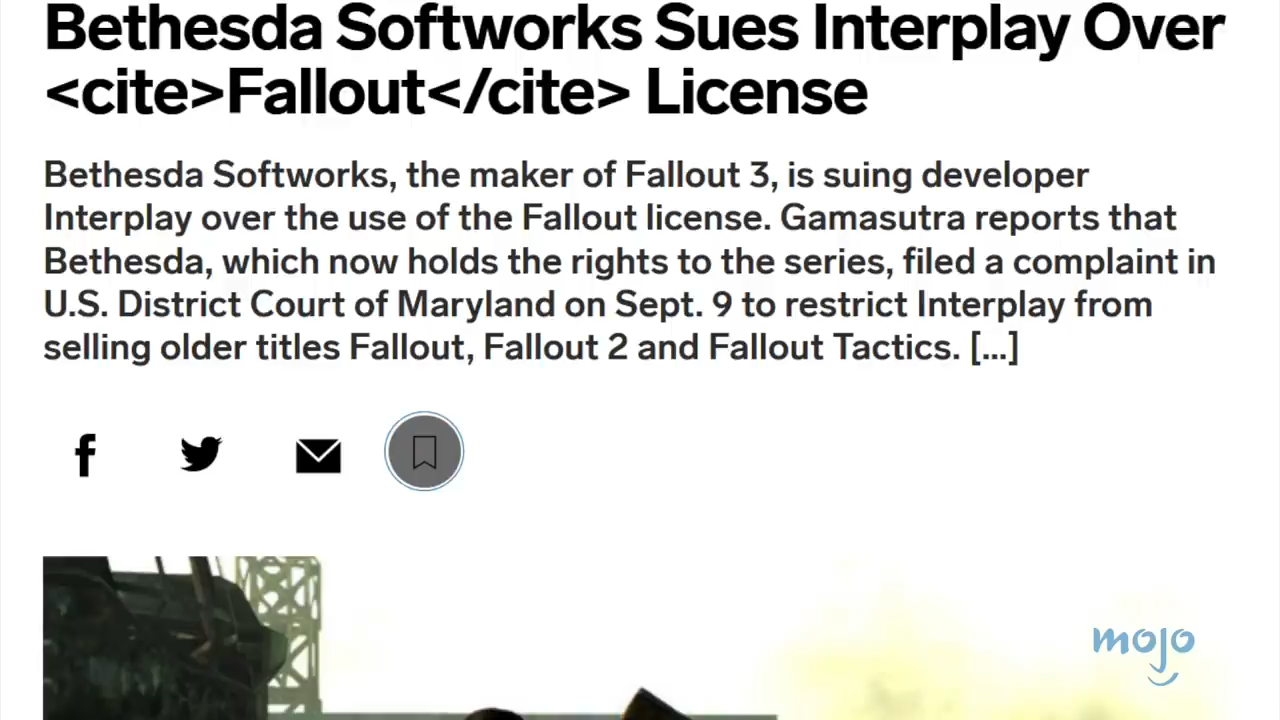 Bethesda Softworks Sues Interplay Over
<cite>Fallout</cite> License
Bethesda Softworks, the maker of Fallout 3, is suing developer
Interplay over the use of the Fallout license. Gamasutra reports that
Bethesda, which now holds the rights to the series, filed a complaint in
U.S. District Court of Maryland on Sept. 9 to restrict Interplay from
selling older titles Fallout, Fallout 2 and Fallout Tactics. [...]
mojo